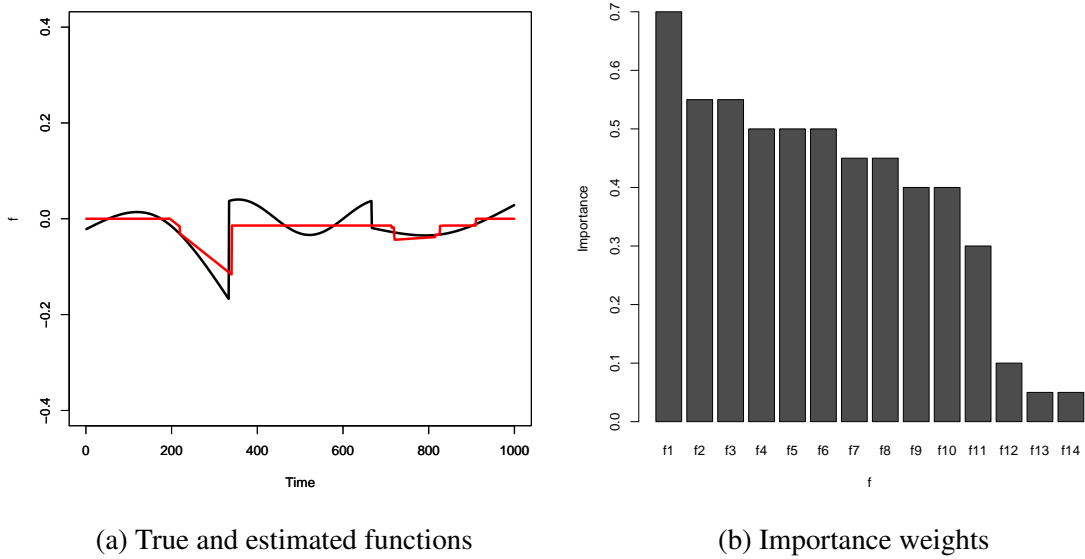 0.4
0.2
0.0
−0.2
−0.4
f
0 200 400 600 800 1000
Time
(a) True and estimated functions
0.7
0.6
0.5
0.4
0.3
0.2
0.1
0.0
Importance
f1 f2 f3 f4 f5 f6 f7 f8 f9 f10 f11 f12 f13 f14
f
(b) Importance weights